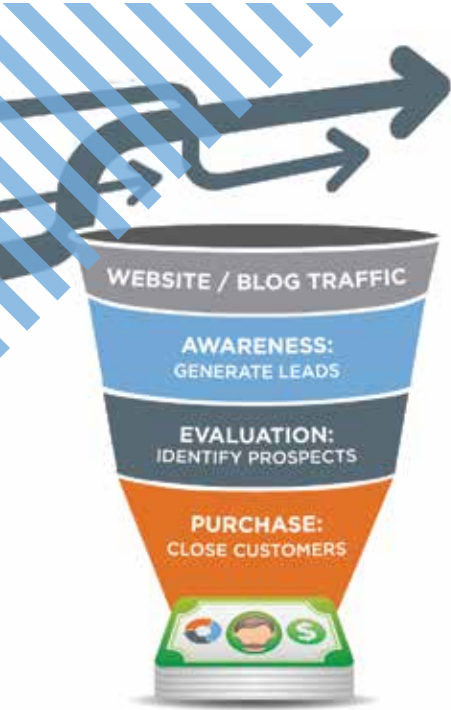 WEBSITE / BLOG TRAFFIC
AWARENESS:
GENERATE LEADS
EVALUATION:
IDENTIFY PROSPECTS
PURCHASE:
CLOSE CUSTOMERS
$